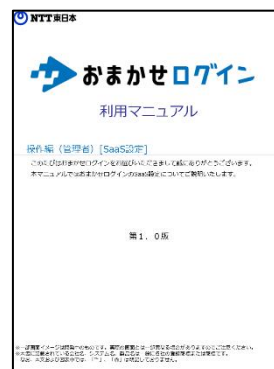 NTT東日本
おまかせログイン
利用マニュアル
操作編（管理者）[SaaS設定]
このたびはおまかせログインをお選びいただきまして誠にありがとうございます。
本マニュアルではおまかせログインのSaaS設定についてご説明いたします。
第1.0版